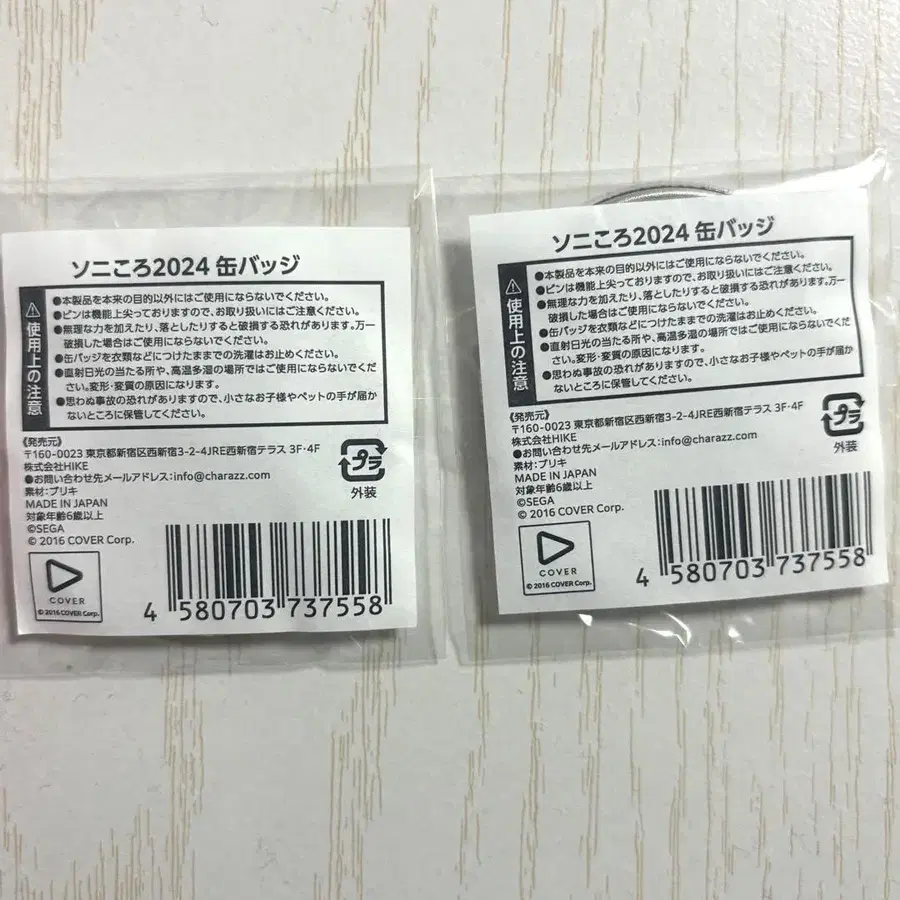 ソニころ2024 缶バッジ
⚠使用上の注意
●本製品を本来の目的以外にはご使用にならないでください。
●ピンは機能上尖っておりますので、お取り扱いにはご注意ください。
●無理な力を加えたり、落としたりすると破損する恐れがあります。万一
破損した場合はご使用にならないでください。
●缶バッジを衣類などにつけたままでの洗濯はお止めください。
●直射日光の当たる所や、高温多湿の場所ではご使用にならないでくださ
い。変形・変質の原因になります。
●思わぬ事故の恐れがありますので、小さなお子様やペットの手が届か
ないところに保管してください。
《発売元》
〒160-0023 東京都新宿区西新宿3-2-4JRE西新宿テラス 3F・4F
株式会社HIKE
●お問い合わせ先メールアドレス:info@charazz.com
素材:ブリキ
MADE IN JAPAN
対象年齢6歳以上
©SEGA
© 2016 COVER Corp.
プラ
外装
COVER
© 2016 COVER Corp.
4 580703 737558
ソニころ2024 缶バッジ
⚠使用上の注意
●本製品を本来の目的以外にはご使用にならないでください。
●ピンは機能上尖っておりますので、お取り扱いにはご注意ください。
●無理な力を加えたり、落としたりすると破損する恐れがあります。万一
破損した場合はご使用にならないでください。
●缶バッジを衣類などにつけたままでの洗濯はお止めください。
●直射日光の当たる所や、高温多湿の場所ではご使用にならないでくだ
さい。変形・変質の原因になります。
●思わぬ事故の恐れがありますので、小さなお子様やペットの手が届か
ないところに保管してください。
《発売元》
〒160-0023 東京都新宿区西新宿3-2-4JRE西新宿テラス 3F・4F
株式会社HIKE
●お問い合わせ先メールアドレス:info@charazz.com
素材:ブリキ
MADE IN JAPAN
対象年齢6歳以上
©SEGA
© 2016 COVER Corp.
プラ
外装
COVER
© 2016 COVER Corp.
4 580703 737558